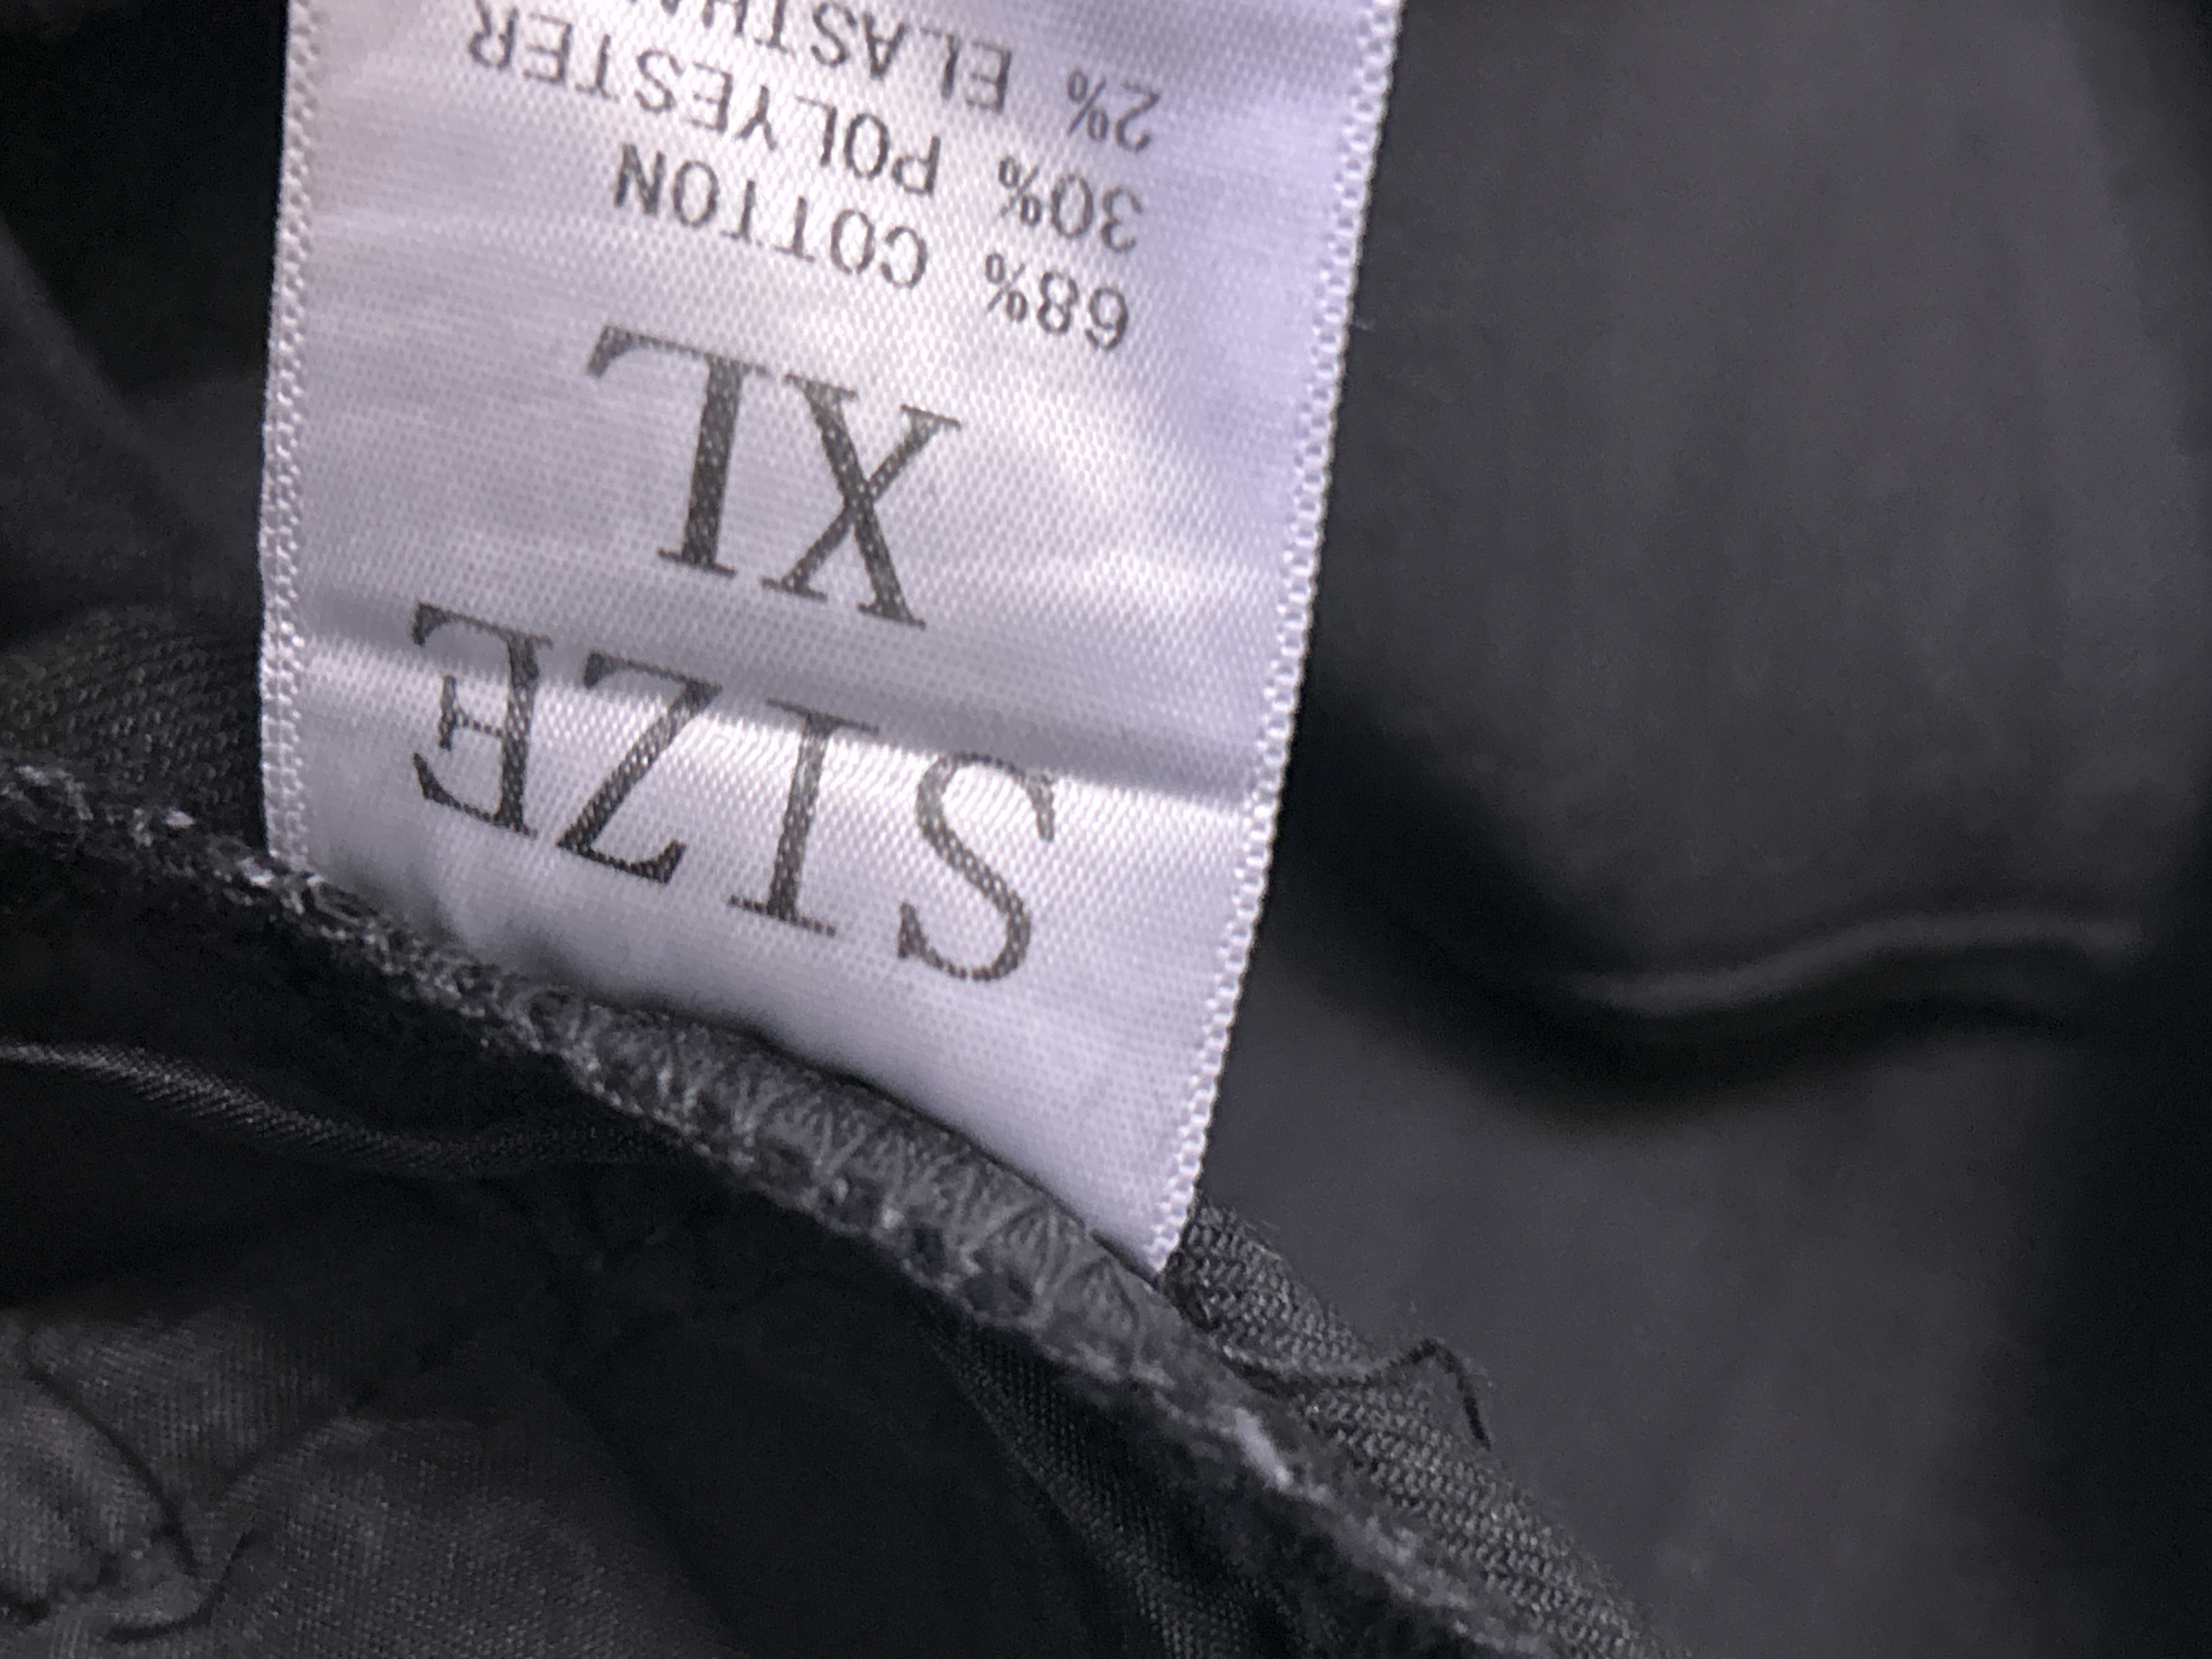 SIZE
XL
68% COTTON
30% POLYESTER
2%